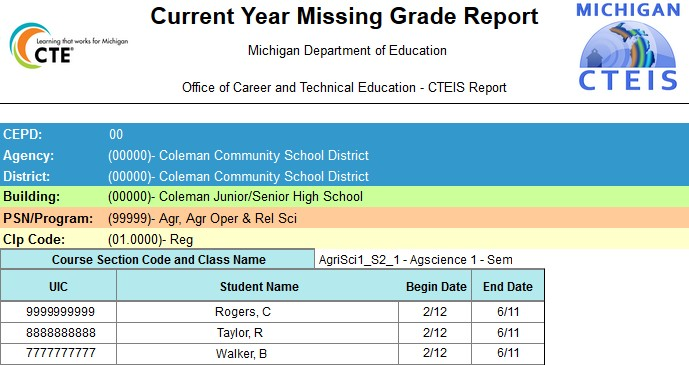 Current Year Missing Grade Report
Learning that works for Michigan
CTE®
Michigan Department of Education
Office of Career and Technical Education - CTEIS Report
MICHIGAN
CTEIS
CEPD: 00
Agency: (00000)- Coleman Community School District
District: (00000)- Coleman Community School District
Building: (00000)- Coleman Junior/Senior High School
PSN/Program: (99999)- Agr, Agr Oper & Rel Sci
CIp Code: (01.0000)- Reg
Course Section Code and Class Name AgriSci1_S2_1 - Agscience 1 - Sem
UIC Student Name Begin Date End Date
9999999999 Rogers, C 2/12 6/11
8888888888 Taylor, R 2/12 6/11
7777777777 Walker, B 2/12 6/11